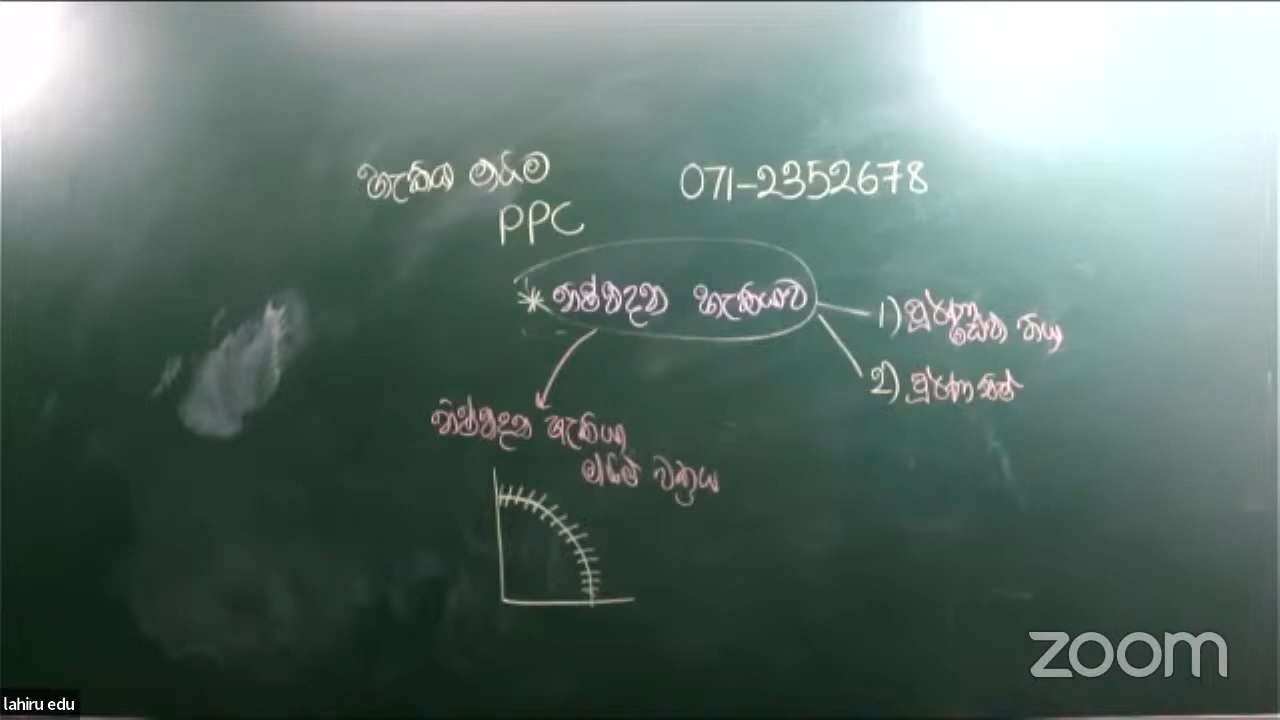 හැකියා මායිම
071-2352678
PPC
* නිෂ්පාදන හැකියාව
1) පූර්ණ
සේවා නියු
2) පූර්ණ නිෂ්
නිෂ්පාදන හැකියා
මායිම් වක්‍රය
zoom
lahiru edu